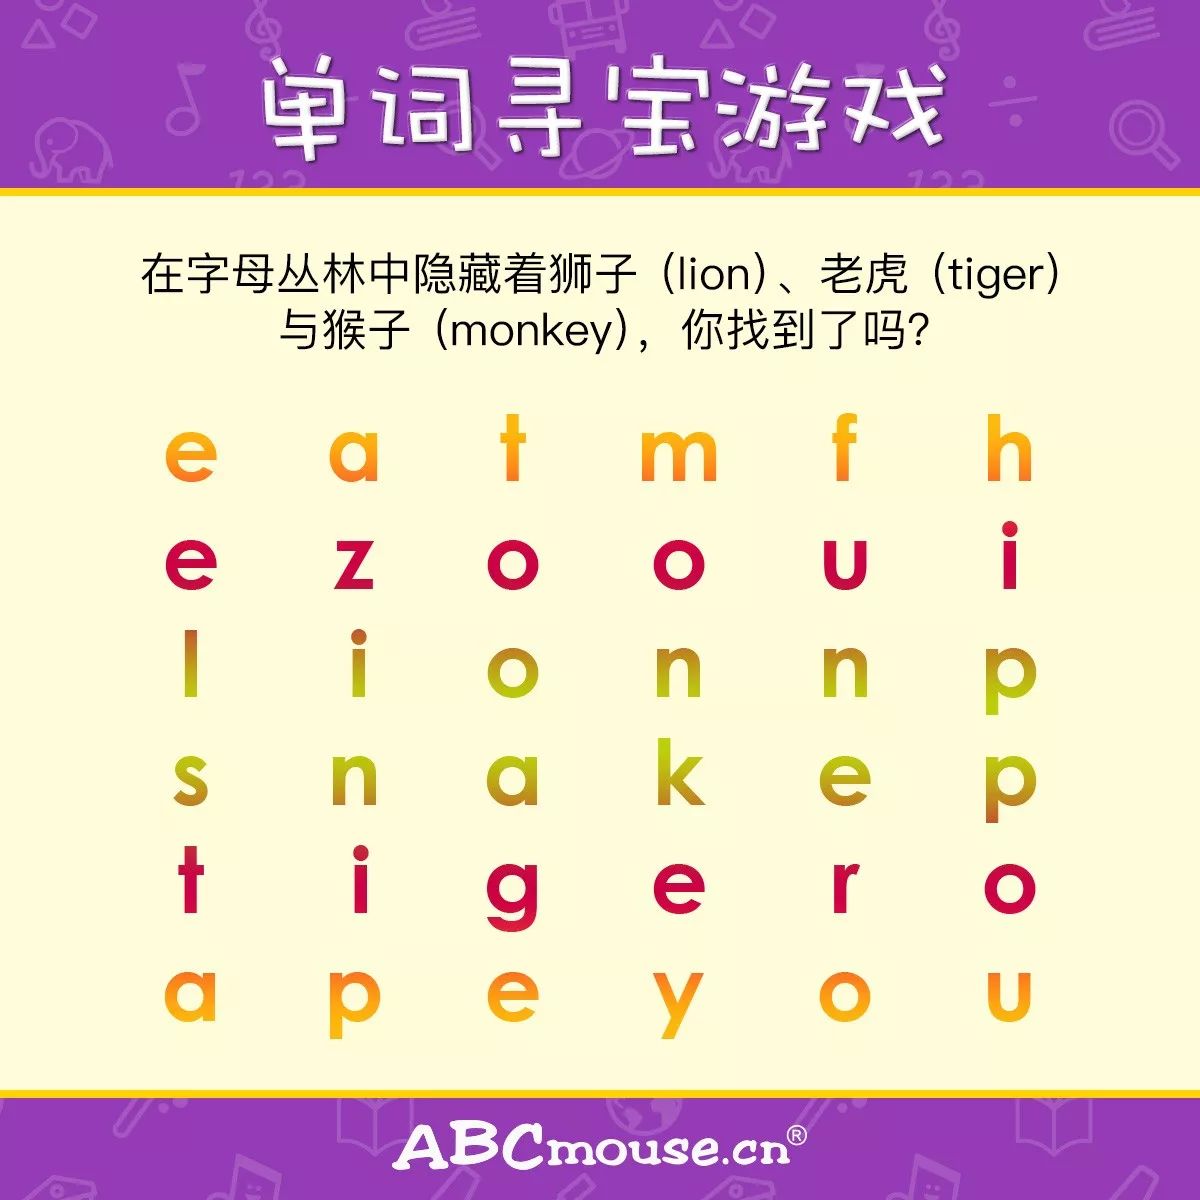 单词寻宝游戏
在字母丛林中隐藏着狮子（lion）、老虎（tiger）
与猴子（monkey），你找到了吗？
e a t m f h
e z o o u i
l i o n n p
s n a k e p
t i g e r o
a p e y o u
ABCmouse.cn®